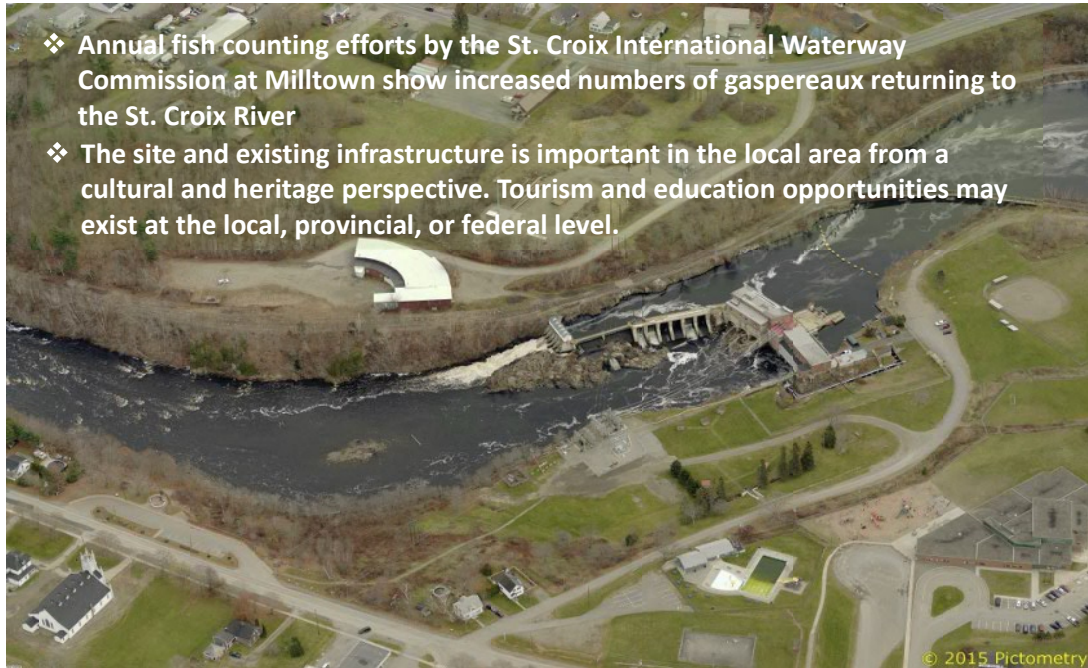 ❖ Annual fish counting efforts by the St. Croix International Waterway
Commission at Milltown show increased numbers of gaspereaux returning to
the St. Croix River
❖ The site and existing infrastructure is important in the local area from a
cultural and heritage perspective. Tourism and education opportunities may
exist at the local, provincial, or federal level.
© 2015 Pictometry